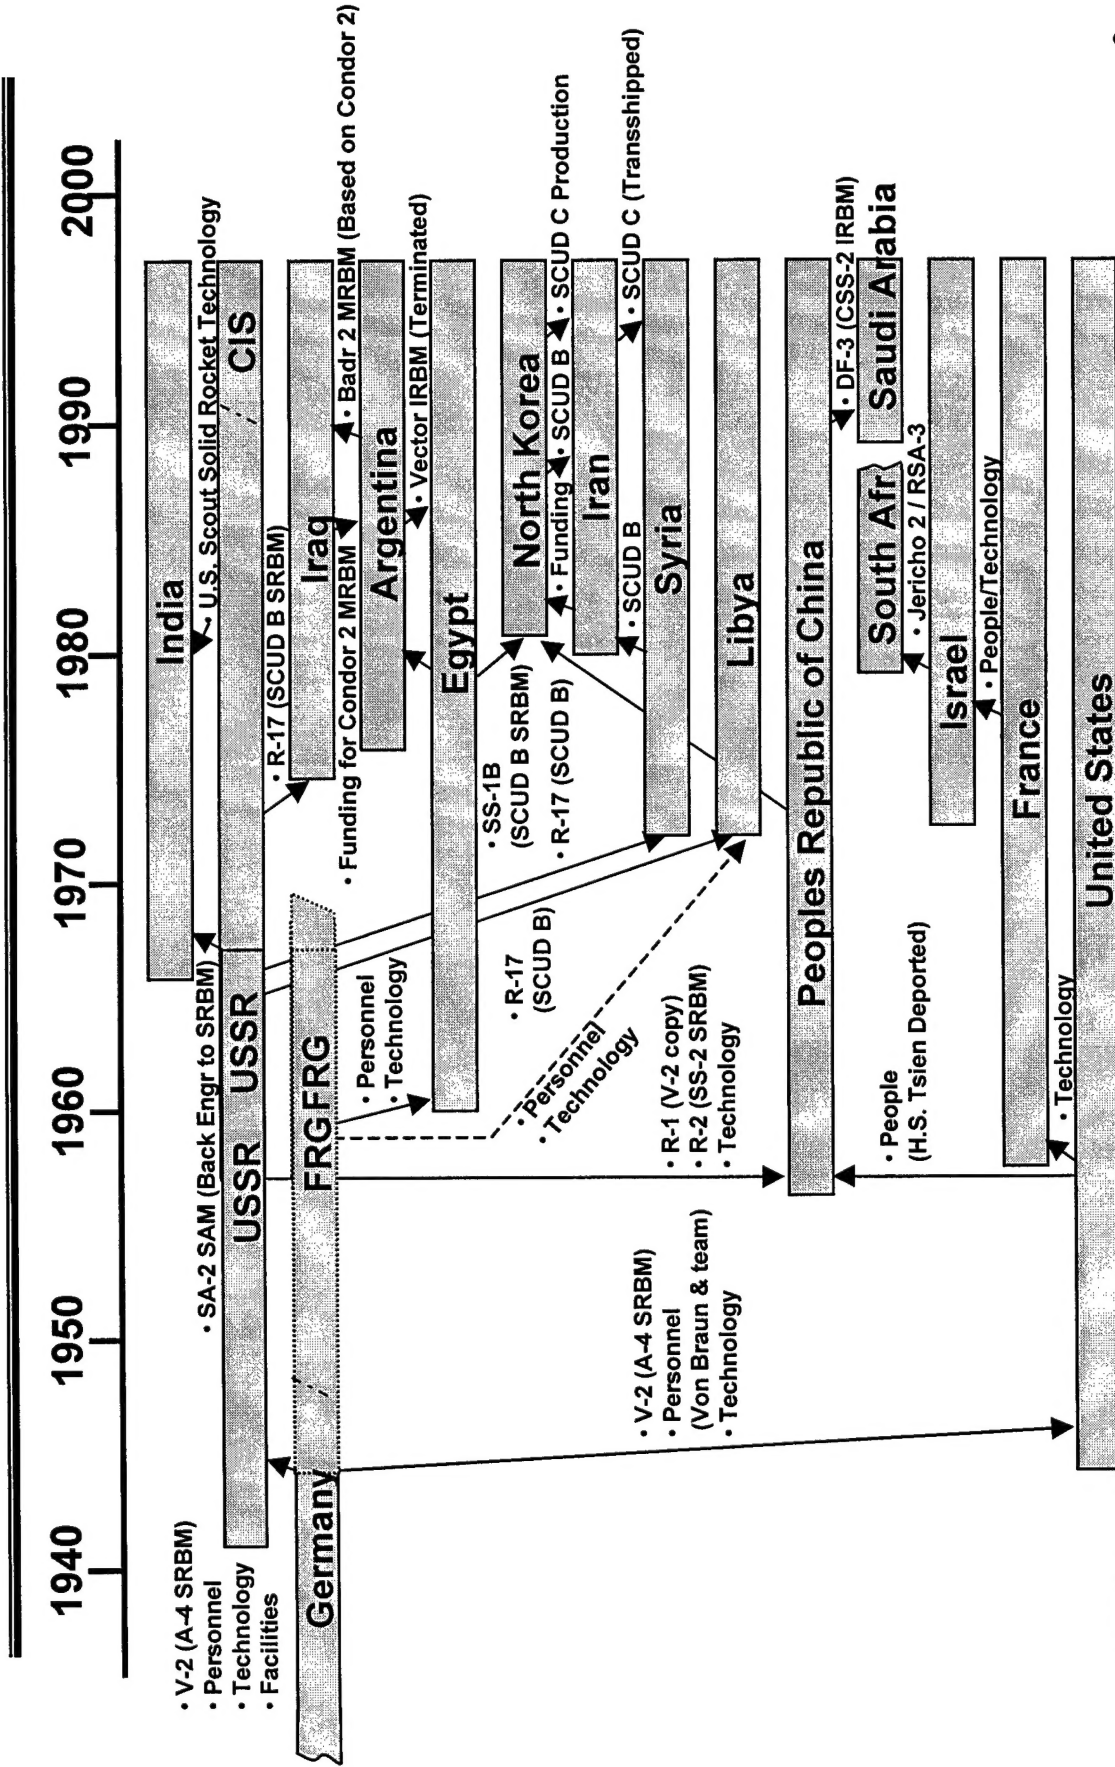 1940
1950
1960
1970
1980
1990
2000
India
• U.S. Scout Solid Rocket Technology
• SA-2 SAM (Back Engr to SRBM)
USSR
USSR
CIS
• V-2 (A-4 SRBM)
• Personnel
• Technology
• Facilities
• R-17 (SCUD B SRBM)
Germany
FRG
FRG
Iraq
• Funding for Condor 2 MRBM
• Badr 2 MRBM (Based on Condor 2)
Argentina
• Vector IRBM (Terminated)
• Personnel
• Technology
Egypt
• SS-1B
(SCUD B SRBM)
North Korea
• R-17 (SCUD B)
• Funding
• SCUD B
• SCUD C Production
Iran
• R-17
(SCUD B)
• SCUD B
• SCUD C (Transshipped)
Syria
• Personnel
• Technology
Libya
• R-1 (V-2 copy)
• R-2 (SS-2 SRBM)
• Technology
• V-2 (A-4 SRBM)
• Personnel
(Von Braun & team)
• Technology
Peoples Republic of China
• DF-3 (CSS-2 IRBM)
South Afr
Saudi Arabia
• People
(H.S. Tsien Deported)
• Jericho 2 / RSA-3
Israel
• People/Technology
France
• Technology
United States